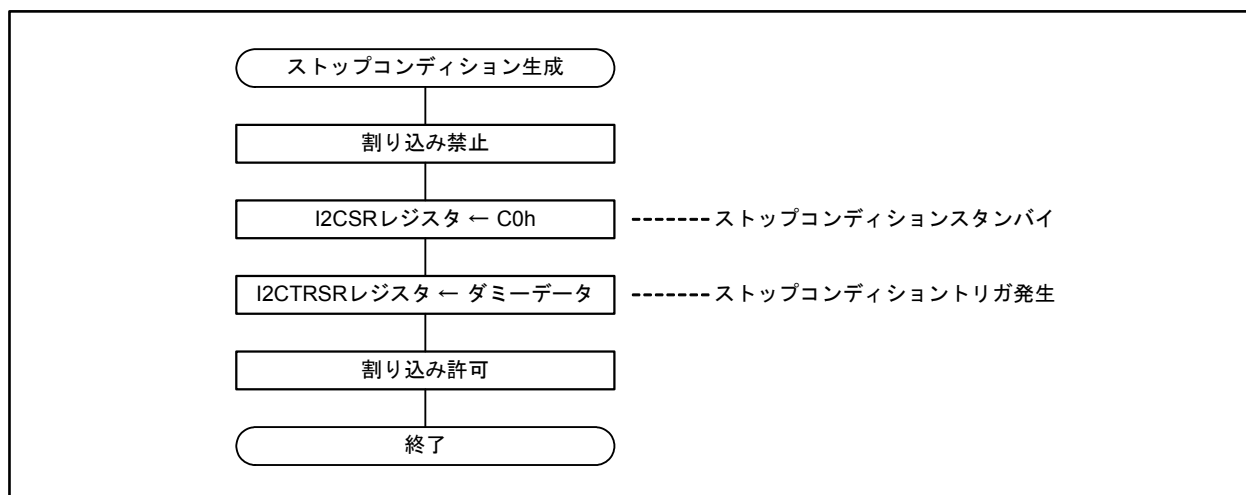 ストップコンディション生成
割り込み禁止
I2CSRレジスタ ← C0h ------- ストップコンディションスタンバイ
I2CTRSRレジスタ ← ダミーデータ ------- ストップコンディショントリガ発生
割り込み許可
終了